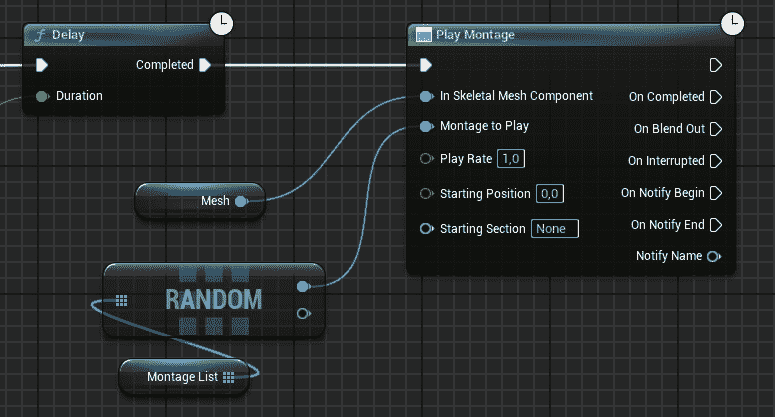 f Delay
Completed
Duration
Play Montage
In Skeletal Mesh Component
On Completed
Montage to Play
On Blend Out
Play Rate 1,0
On Interrupted
Starting Position 0,0
On Notify Begin
Starting Section None
On Notify End
Notify Name
Mesh
RANDOM
Montage List